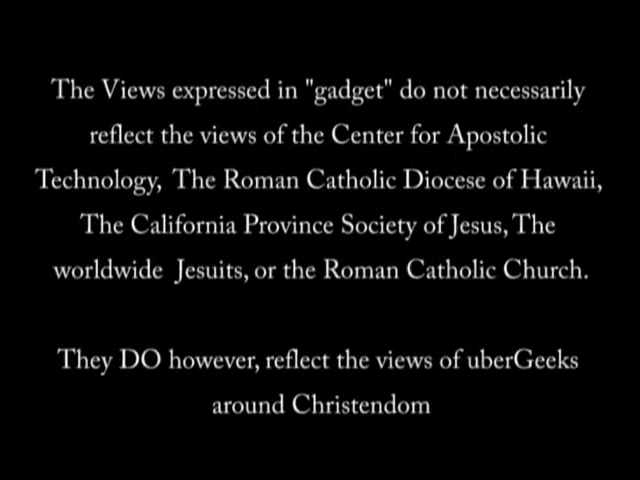 The Views expressed in "gadget" do not necessarily
reflect the views of the Center for Apostolic
Technology, The Roman Catholic Diocese of Hawaii,
The California Province Society of Jesus, The
worldwide Jesuits, or the Roman Catholic Church.
They DO however, reflect the views of uberGeeks
around Christendom